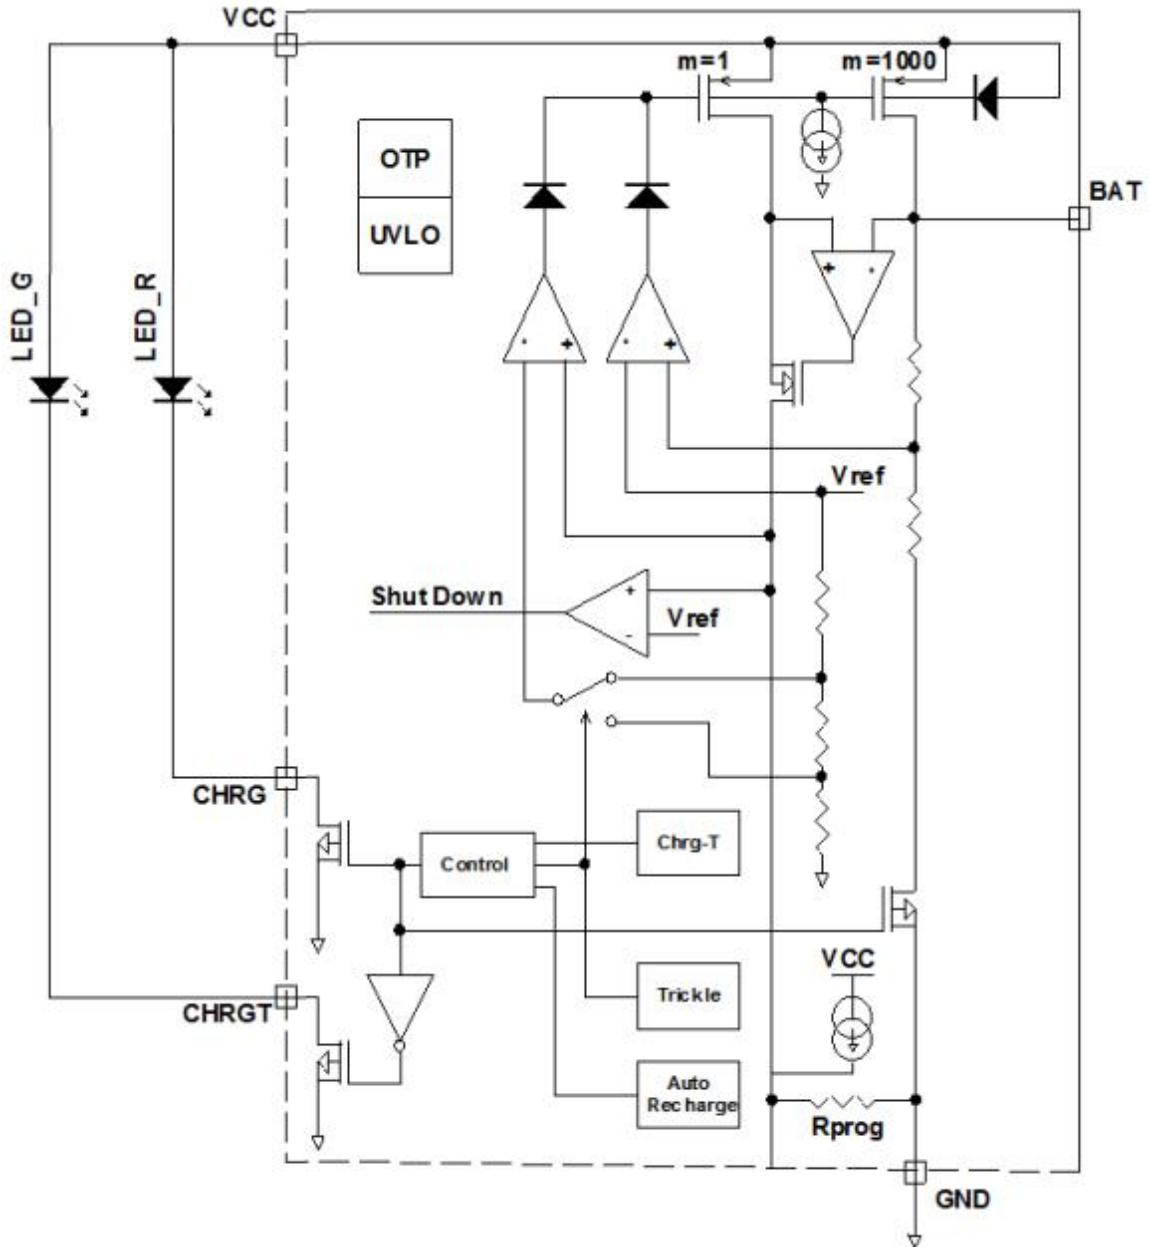 VCC
m=1
m=1000
OTP
UVLO
BAT
LED_G
LED_R
+
-
-
+
-
+
Vref
Shut Down
+
Vref
-
CHRG
Control
Chrg-T
VCC
Trickle
CHRGT
Auto
Recharge
Rprog
GND